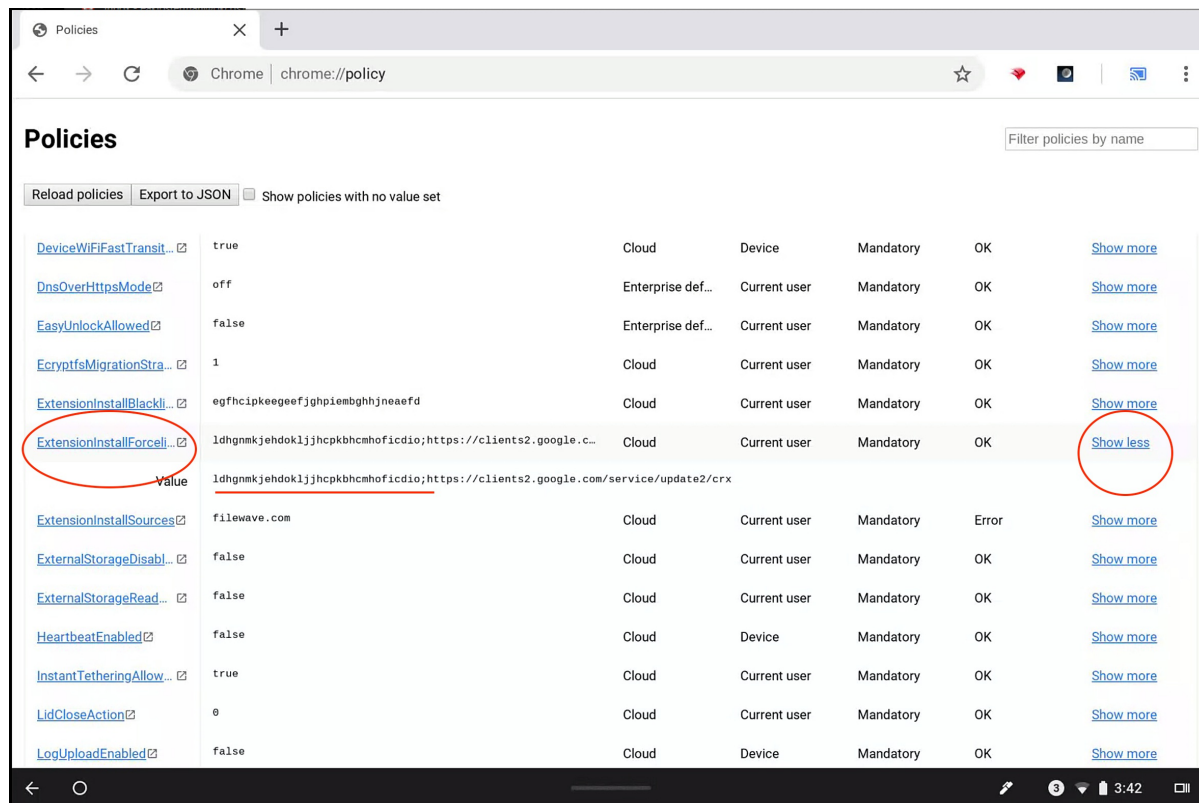 Policies
Chrome | chrome://policy
Policies
Filter policies by name
Reload policies Export to JSON Show policies with no value set
DeviceWiFiFastTransit... true Cloud Device Mandatory OK Show more
DnsOverHttpsMode off Enterprise def... Current user Mandatory OK Show more
EasyUnlockAllowed false Enterprise def... Current user Mandatory OK Show more
EcryptfsMigrationStra... 1 Cloud Current user Mandatory OK Show more
ExtensionInstallBlackli... egfhcipkeegeefjghpiembghhjneaefd Cloud Current user Mandatory OK Show more
ExtensionInstallForceli... ldhgnmkjehdokljjhcpkbhcmhoficdio;https://clients2.google.c... Cloud Current user Mandatory OK Show less
Value ldhgnmkjehdokljjhcpkbhcmhoficdio;https://clients2.google.com/service/update2/crx
ExtensionInstallSources filewave.com Cloud Current user Mandatory Error Show more
ExternalStorageDisabl... false Cloud Current user Mandatory OK Show more
ExternalStorageRead... false Cloud Current user Mandatory OK Show more
HeartbeatEnabled false Cloud Device Mandatory OK Show more
InstantTetheringAllow... true Cloud Current user Mandatory OK Show more
LidCloseAction 0 Cloud Current user Mandatory OK Show more
LogUploadEnabled false Cloud Device Mandatory OK Show more
3 3:42